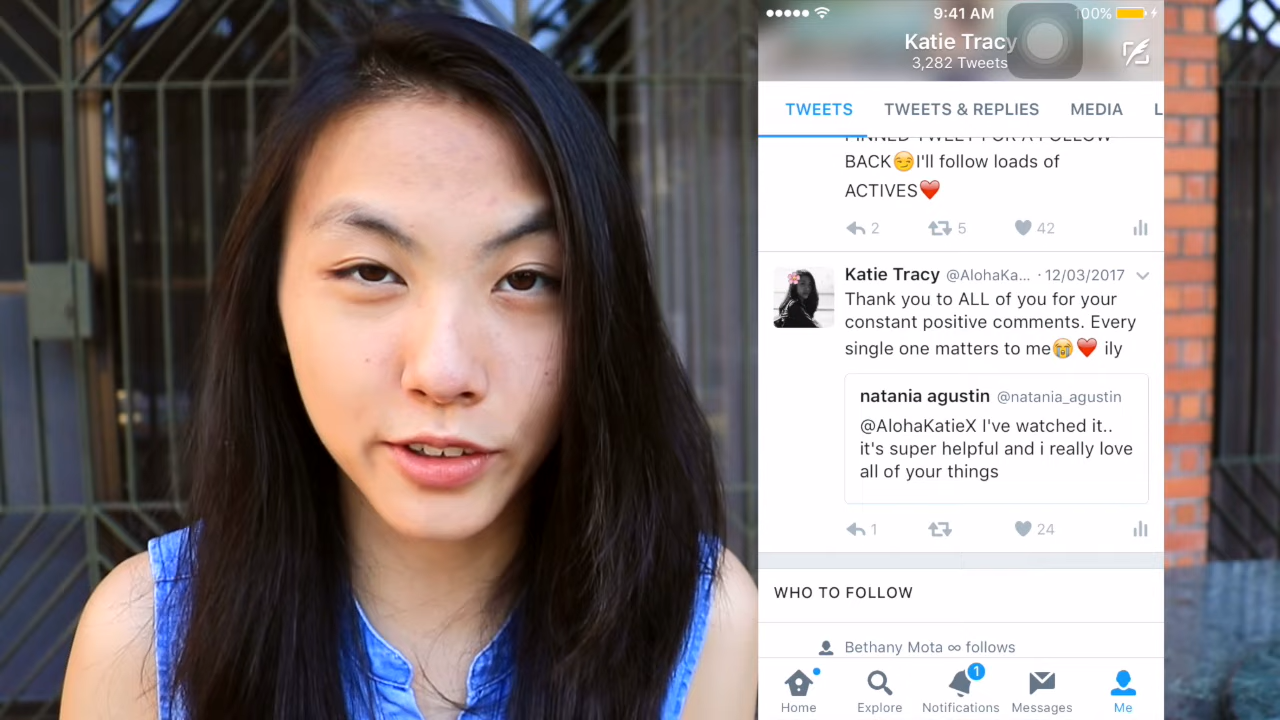 9:41 AM
100%
Katie Tracy
3,282 Tweets
TWEETS
TWEETS & REPLIES
MEDIA
L
PINNED TWEET FOR A FOLLOW
BACK😏I'll follow loads of
ACTIVES❤️
2
5
42
Katie Tracy @AlohaKa... · 12/03/2017
Thank you to ALL of you for your
constant positive comments. Every
single one matters to me😭❤️ ily
natania agustin @natania_agustin
@AlohaKatieX I've watched it..
it's super helpful and i really love
all of your things
1
24
WHO TO FOLLOW
Bethany Mota ∞ follows
1
Home
Explore
Notifications
Messages
Me